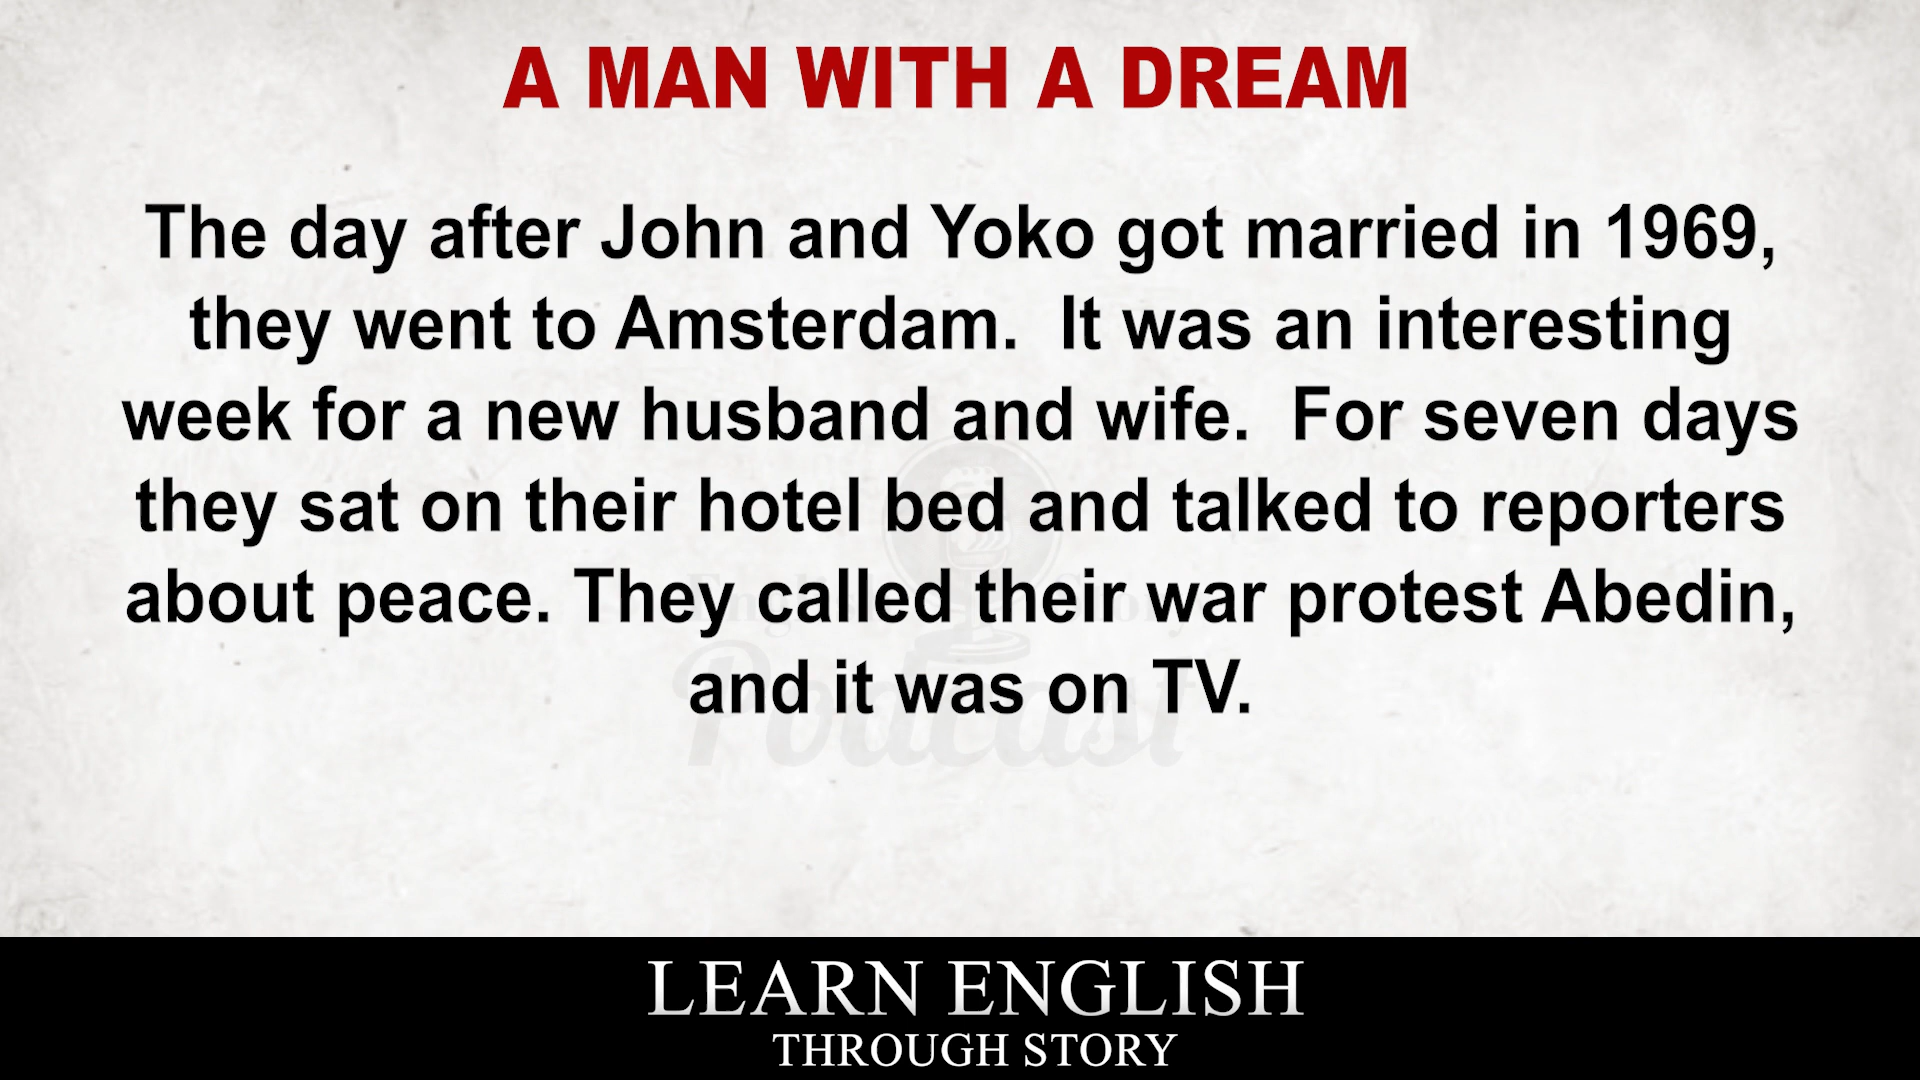 A MAN WITH A DREAM
The day after John and Yoko got married in 1969,
they went to Amsterdam.  It was an interesting
week for a new husband and wife.  For seven days
they sat on their hotel bed and talked to reporters
about peace. They called their war protest Abedin,
and it was on TV.
Podcast
LEARN ENGLISH
THROUGH STORY